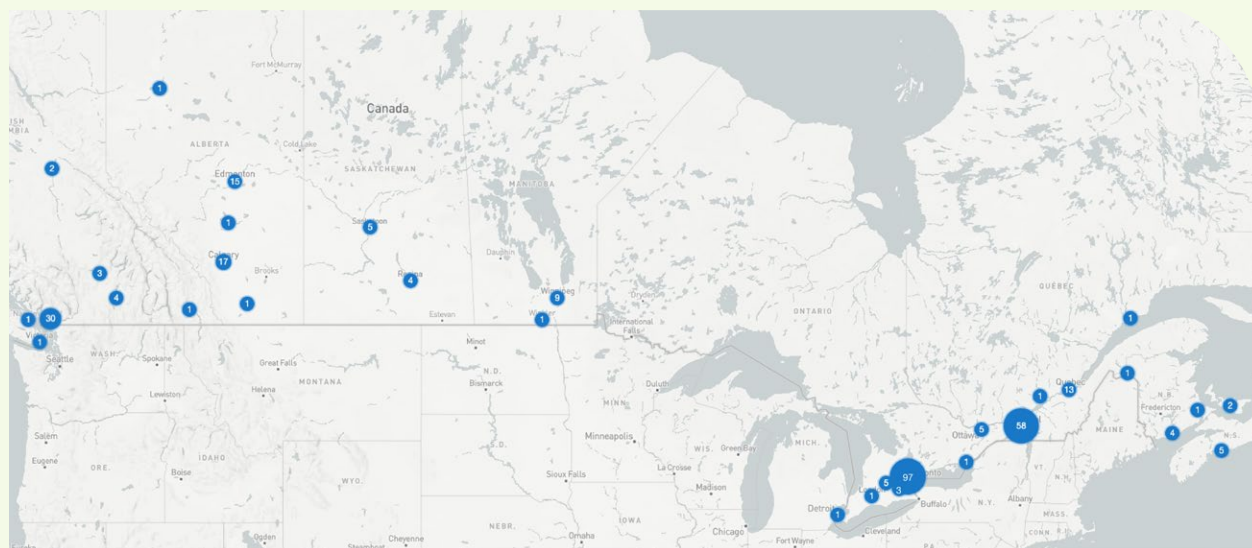 Fort McMurray
1
Canada
ALBERTA
Cold Lake
2
Edmonton
15
SASKATCHEWAN
MANITOBA
1
Saskatoon
5
Calgary
17
Dauphin
3
Brooks
Regina
4
QUÉBEC
4
Winnipeg
9
Dryden
1
1
ONTARIO
1
30
Estevan
1
International
Falls
1
1
Seattle
Minot
WASH.
Spokane
Great Falls
N.D.
Bismarck
Duluth
1
Lewiston
Helena
MONTANA
Quebec
13
N.B.
2
MINN.
1
Fredericton
1
Salem
Minneapolis
Ottawa
5
58
MAINE
4
N.S.
WIS.
Green Bay
MICH.
5
Eugene
IDAHO
La Crosse
1
VT.
ORE.
Boise
Sioux Falls
97
N.H.
WYO.
Madison
5
3
Buffalo
N.Y.
Albany
1
Detroit
1
MASS.
NEBR.
IOWA
Chicago
Cleveland
CONN.
R.I.
Ogden
Cheyenne
Omaha
Fort Wayne
PA.